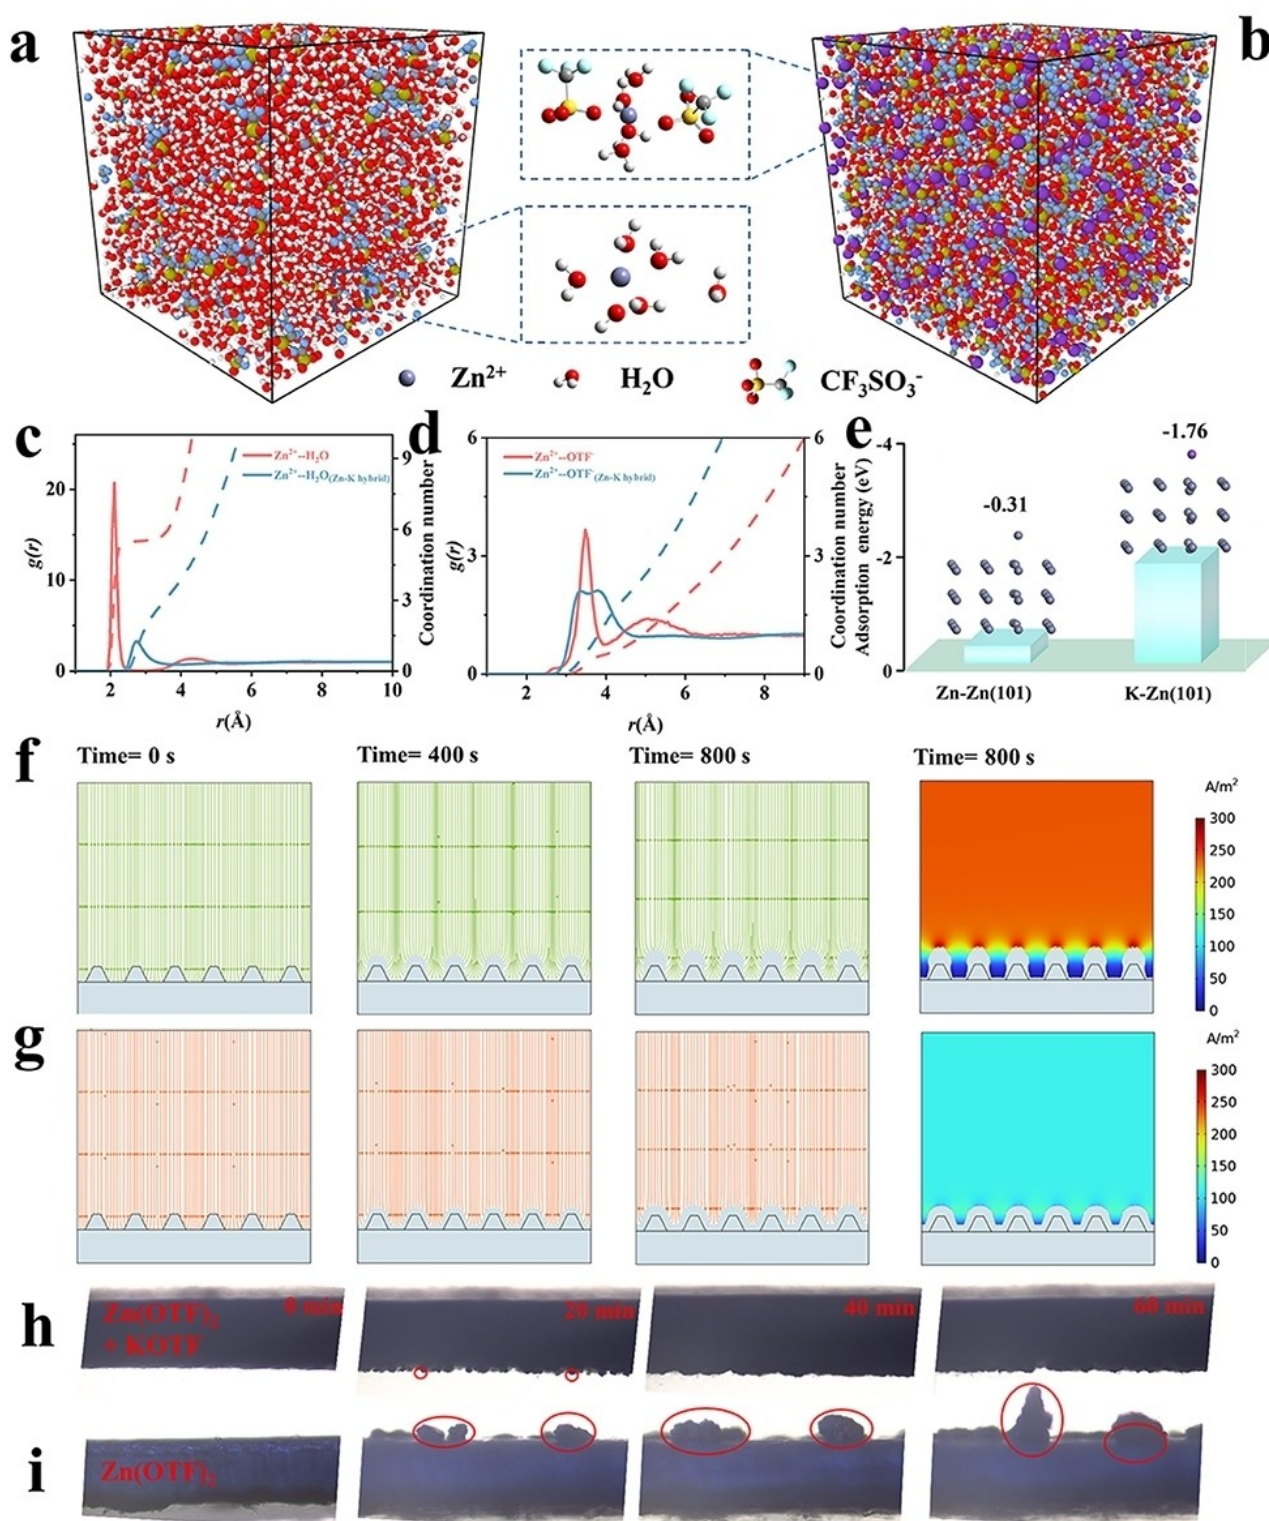 a
b
Zn²⁺
H₂O
CF₃SO₃⁻
c
d
e
Zn²⁺--H₂O
Zn²⁺--H₂O(Zn-K hybrid)
g(r)
20
10
0
2
4
6
8
10
r(Å)
9
6
3
0
Coordination number
Zn²⁺--OTF⁻
Zn²⁺--OTF⁻(Zn-K hybrid)
g(r)
6
3
0
2
4
6
8
r(Å)
6
3
0
Coordination number
Adsorption energy (eV)
-4
-2
0
-0.31
-1.76
Zn-Zn(101)
K-Zn(101)
f
Time= 0 s
Time= 400 s
Time= 800 s
Time= 800 s
A/m²
300
250
200
150
100
50
0
g
A/m²
300
250
200
150
100
50
0
h
Zn(OTF)₂
+ KOTF
0 min
20 min
40 min
60 min
i
Zn(OTF)₂